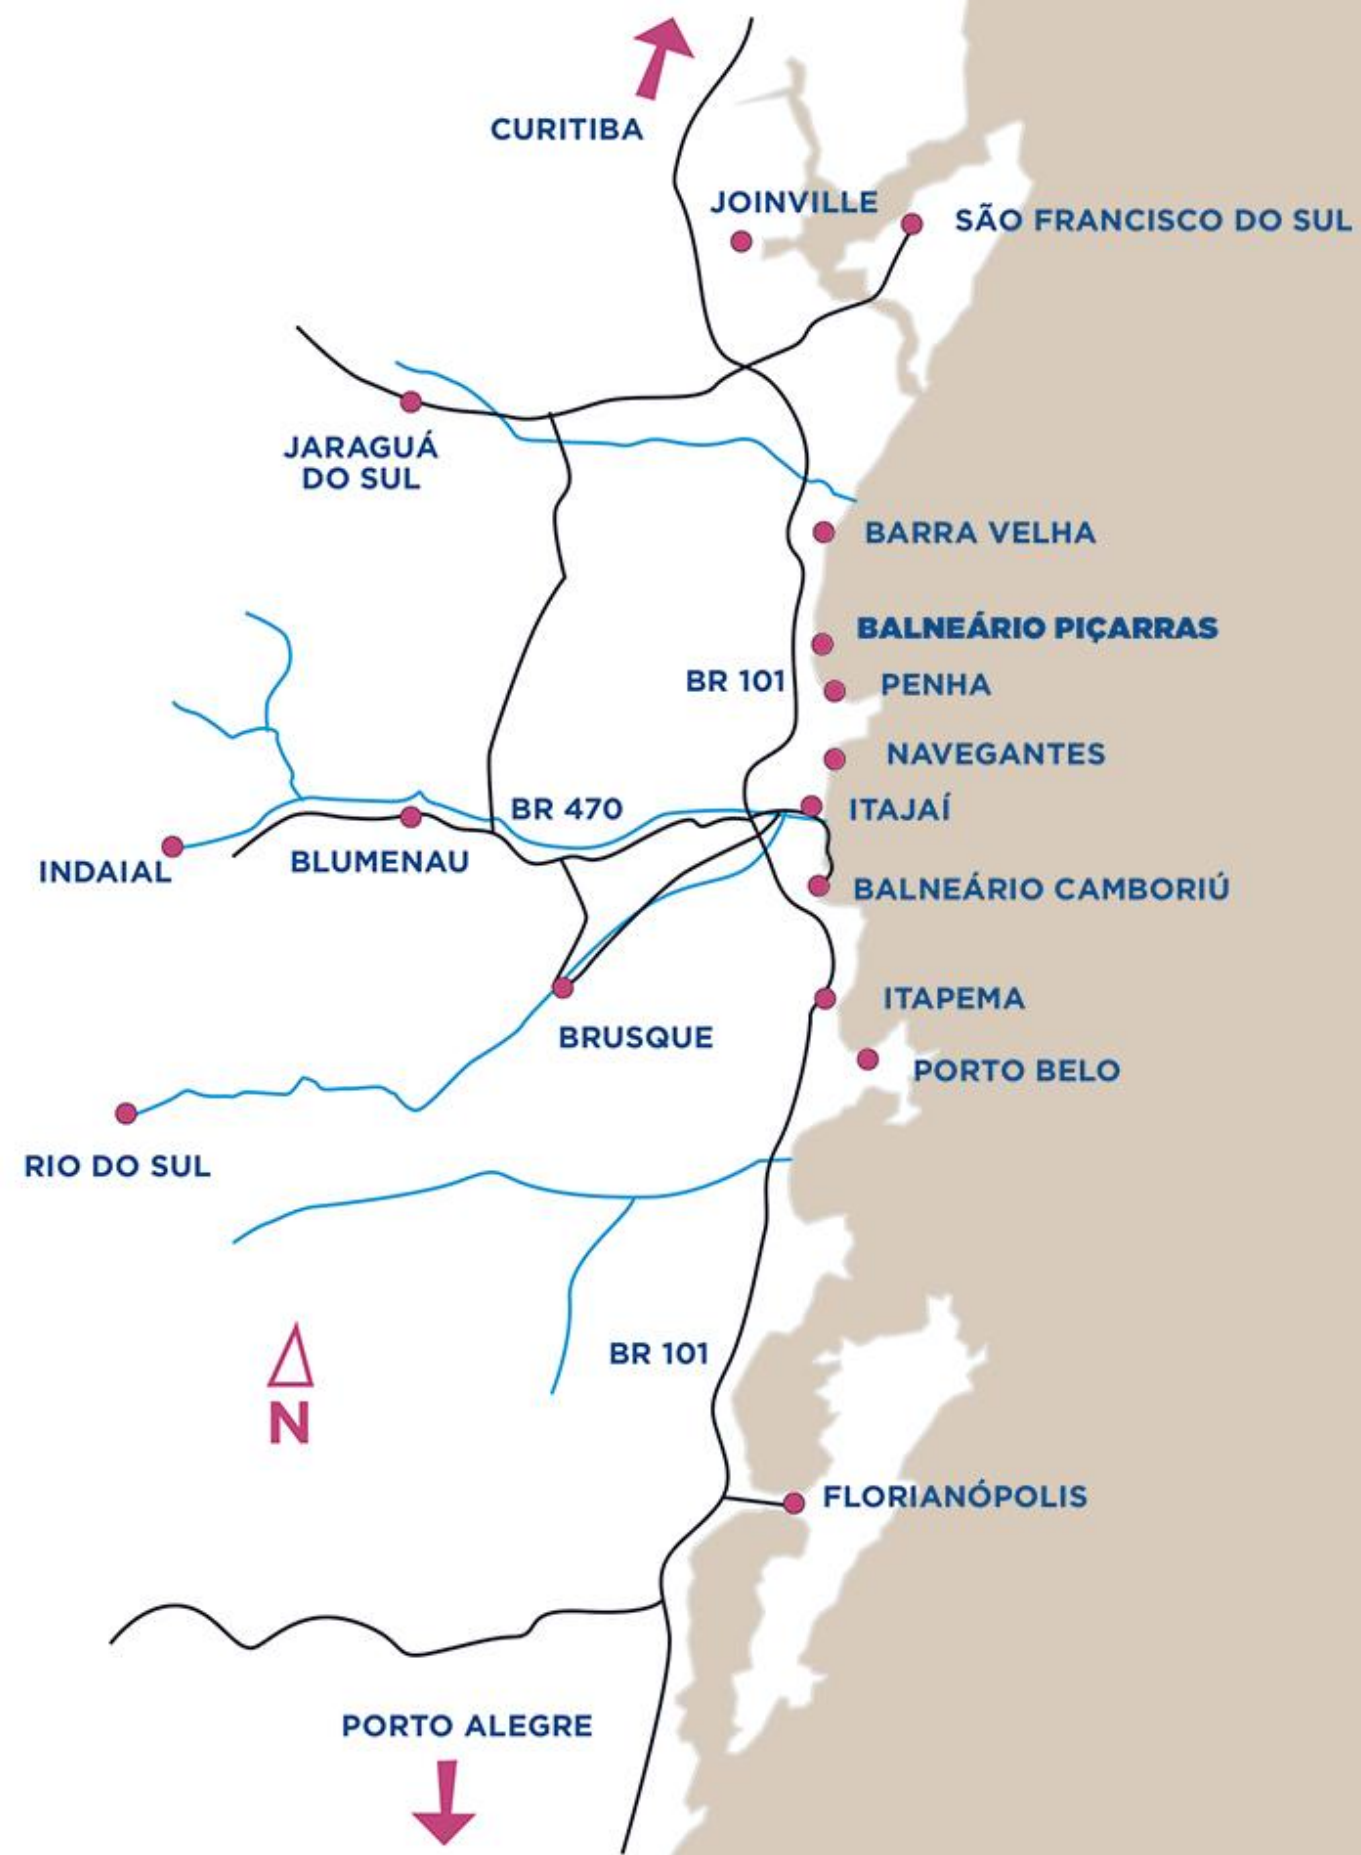 CURITIBA
JOINVILLE
SÃO FRANCISCO DO SUL
JARAGUÁ
DO SUL
BARRA VELHA
BALNEÁRIO PIÇARRAS
BR 101
PENHA
NAVEGANTES
BR 470
ITAJAÍ
INDAIAL
BLUMENAU
BALNEÁRIO CAMBORIÚ
ITAPEMA
BRUSQUE
PORTO BELO
RIO DO SUL
BR 101
N
FLORIANÓPOLIS
PORTO ALEGRE